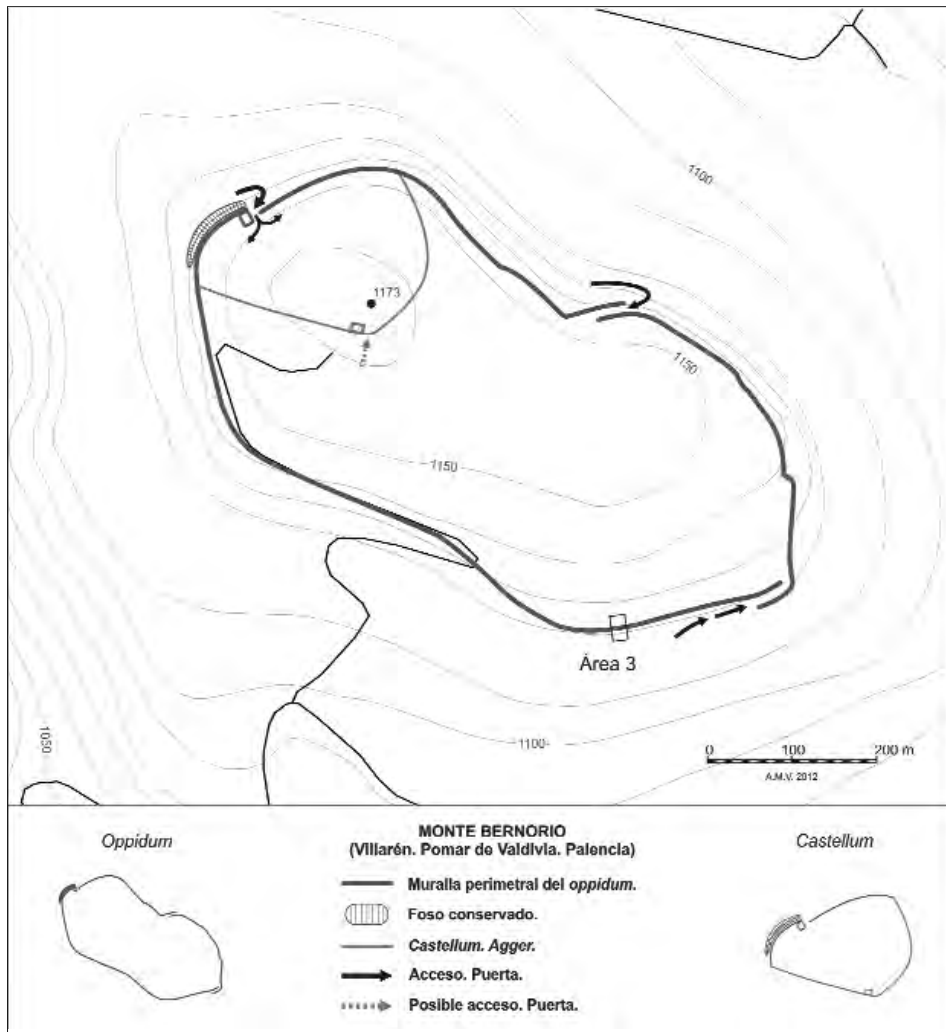 1100
1173
1150
1150
Área 3
1050
1100
0 100 200 m
A.M.V. 2012
Oppidum
MONTE BERNORIO
(Villarén. Pomar de Valdivia. Palencia)
Castellum
Muralla perimetral del oppidum.
Foso conservado.
Castellum. Agger.
Acceso. Puerta.
Posible acceso. Puerta.